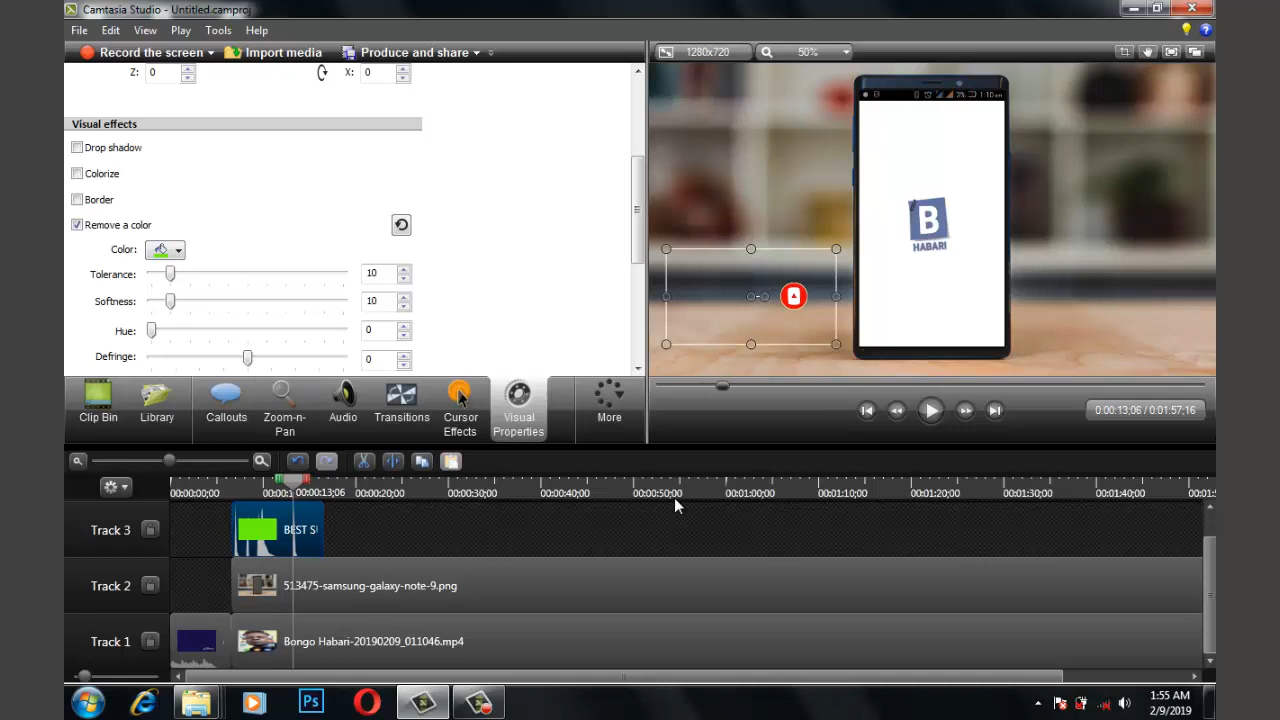 Camtasia Studio - Untitled.camproj
File Edit View Play Tools Help
Record the screen Import media Produce and share
1280x720 50%
Z: 0 X: 0
Visual effects
Drop shadow
Colorize
Border
Remove a color
Color:
Tolerance: 10
Softness: 10
Hue: 0
Defringe: 0
1:10 am
B
HABARI
Clip Bin Library Callouts Zoom-n-Pan Audio Transitions Cursor Effects Visual Properties More
0:00:13;06 / 0:01:57;16
00:00:00;00 00:00:13;06 00:00:20;00 00:00:30;00 00:00:40;00 00:00:50;00 00:01:00;00 00:01:10;00 00:01:20;00 00:01:30;00 00:01:40;00
Track 3 BEST S
Track 2 513475-samsung-galaxy-note-9.png
Track 1 Bongo Habari-20190209_011046.mp4
Ps
1:55 AM
2/9/2019